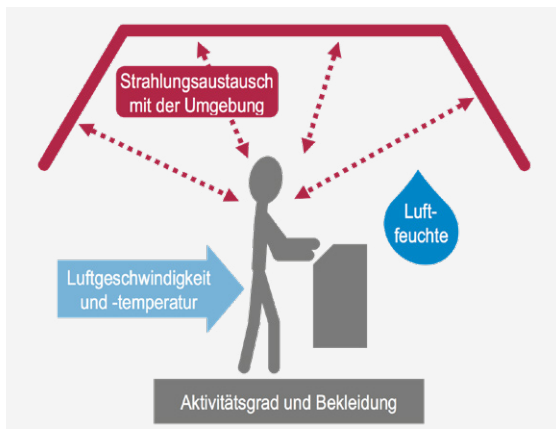 Strahlungsaustausch
mit der Umgebung
Luft-
feuchte
Luftgeschwindigkeit
und -temperatur
Aktivitätsgrad und Bekleidung